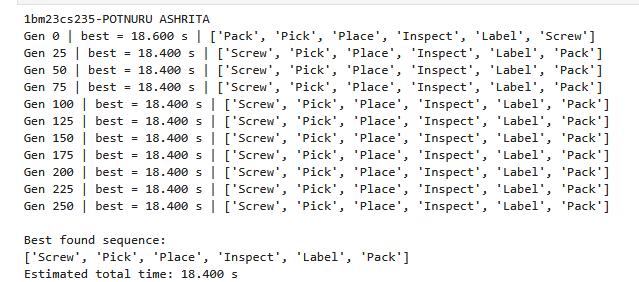 1bm23cs235-POTNURU ASHRITA
Gen 0 | best = 18.600 s | ['Pack', 'Pick', 'Place', 'Inspect', 'Label', 'Screw']
Gen 25 | best = 18.400 s | ['Screw', 'Pick', 'Place', 'Inspect', 'Label', 'Pack']
Gen 50 | best = 18.400 s | ['Screw', 'Pick', 'Place', 'Inspect', 'Label', 'Pack']
Gen 75 | best = 18.400 s | ['Screw', 'Pick', 'Place', 'Inspect', 'Label', 'Pack']
Gen 100 | best = 18.400 s | ['Screw', 'Pick', 'Place', 'Inspect', 'Label', 'Pack']
Gen 125 | best = 18.400 s | ['Screw', 'Pick', 'Place', 'Inspect', 'Label', 'Pack']
Gen 150 | best = 18.400 s | ['Screw', 'Pick', 'Place', 'Inspect', 'Label', 'Pack']
Gen 175 | best = 18.400 s | ['Screw', 'Pick', 'Place', 'Inspect', 'Label', 'Pack']
Gen 200 | best = 18.400 s | ['Screw', 'Pick', 'Place', 'Inspect', 'Label', 'Pack']
Gen 225 | best = 18.400 s | ['Screw', 'Pick', 'Place', 'Inspect', 'Label', 'Pack']
Gen 250 | best = 18.400 s | ['Screw', 'Pick', 'Place', 'Inspect', 'Label', 'Pack']
Best found sequence:
['Screw', 'Pick', 'Place', 'Inspect', 'Label', 'Pack']
Estimated total time: 18.400 s